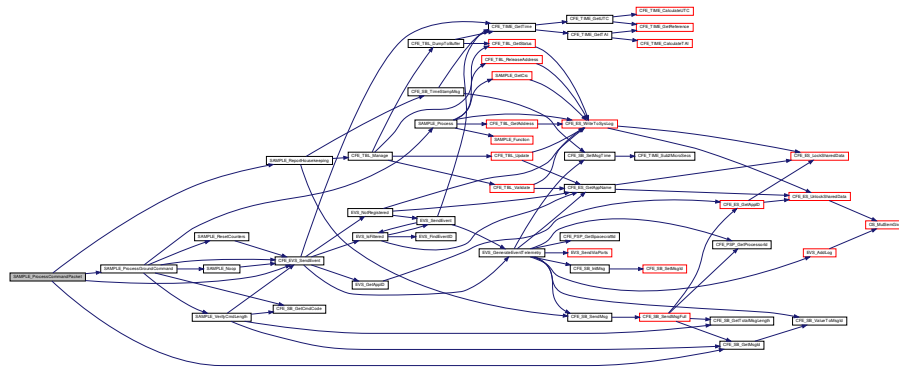 CFE_TIME_CalculateUTC
CFE_TIME_GetTime
CFE_TIME_GetUTC
CFE_TIME_GetReference
CFE_TIME_GetTAI
CFE_TBL_DumpToBuffer
CFE_TBL_GetStatus
CFE_TIME_CalculateTAI
CFE_TBL_ReleaseAddress
SAMPLE_GetCrc
CFE_SB_TimeStampMsg
SAMPLE_Process
CFE_TBL_GetAddress
CFE_ES_WriteToSysLog
SAMPLE_Function
SAMPLE_ReportHousekeeping
CFE_TBL_Manage
CFE_TBL_Update
CFE_SB_SetMsgTime
CFE_TIME_Sub2MicroSecs
CFE_ES_LockSharedData
CFE_TBL_Validate
CFE_ES_GetAppName
CFE_ES_UnlockSharedData
CFE_ES_GetAppID
EVS_NotRegistered
EVS_SendEvent
SAMPLE_ResetCounters
EVS_IsFiltered
EVS_FindEventID
CFE_PSP_GetSpacecraftId
CFE_PSP_GetProcessorId
EVS_GenerateEventTelemetry
EVS_SendViaPorts
EVS_AddLog
CFE_EVS_SendEvent
SAMPLE_ProcessGroundCommand
SAMPLE_Noop
CFE_SB_InitMsg
CFE_SB_SetMsgId
SAMPLE_ProcessCommandPacket
EVS_GetAppID
CFE_SB_GetCmdCode
SAMPLE_VerifyCmdLength
CFE_SB_SendMsg
CFE_SB_SendMsgFull
CFE_SB_GetTotalMsgLength
CFE_SB_ValueToMsgId
CFE_SB_GetMsgId